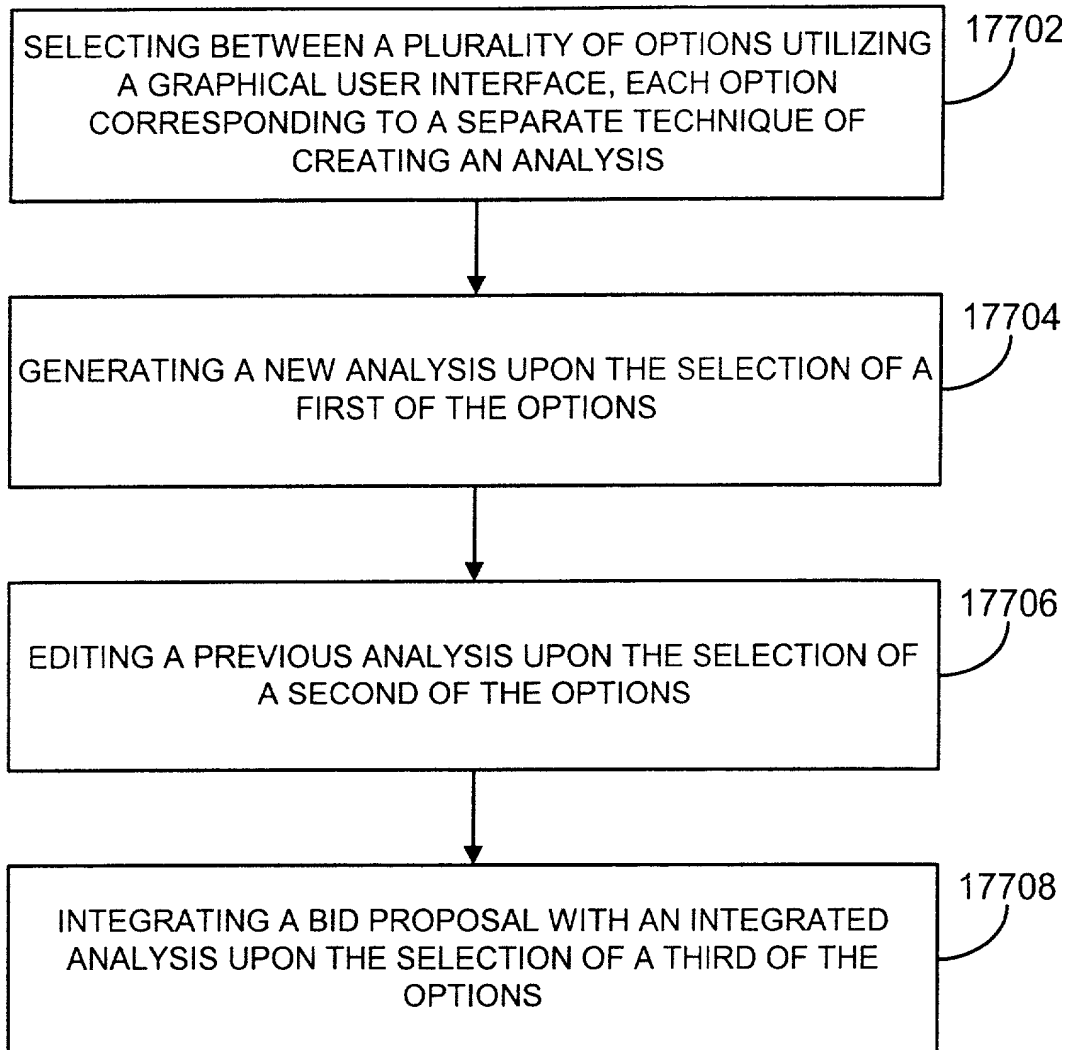 SELECTING BETWEEN A PLURALITY OF OPTIONS UTILIZING
A GRAPHICAL USER INTERFACE, EACH OPTION
CORRESPONDING TO A SEPARATE TECHNIQUE OF
CREATING AN ANALYSIS
17702
GENERATING A NEW ANALYSIS UPON THE SELECTION OF A
FIRST OF THE OPTIONS
17704
EDITING A PREVIOUS ANALYSIS UPON THE SELECTION OF
A SECOND OF THE OPTIONS
17706
INTEGRATING A BID PROPOSAL WITH AN INTEGRATED
ANALYSIS UPON THE SELECTION OF A THIRD OF THE
OPTIONS
17708